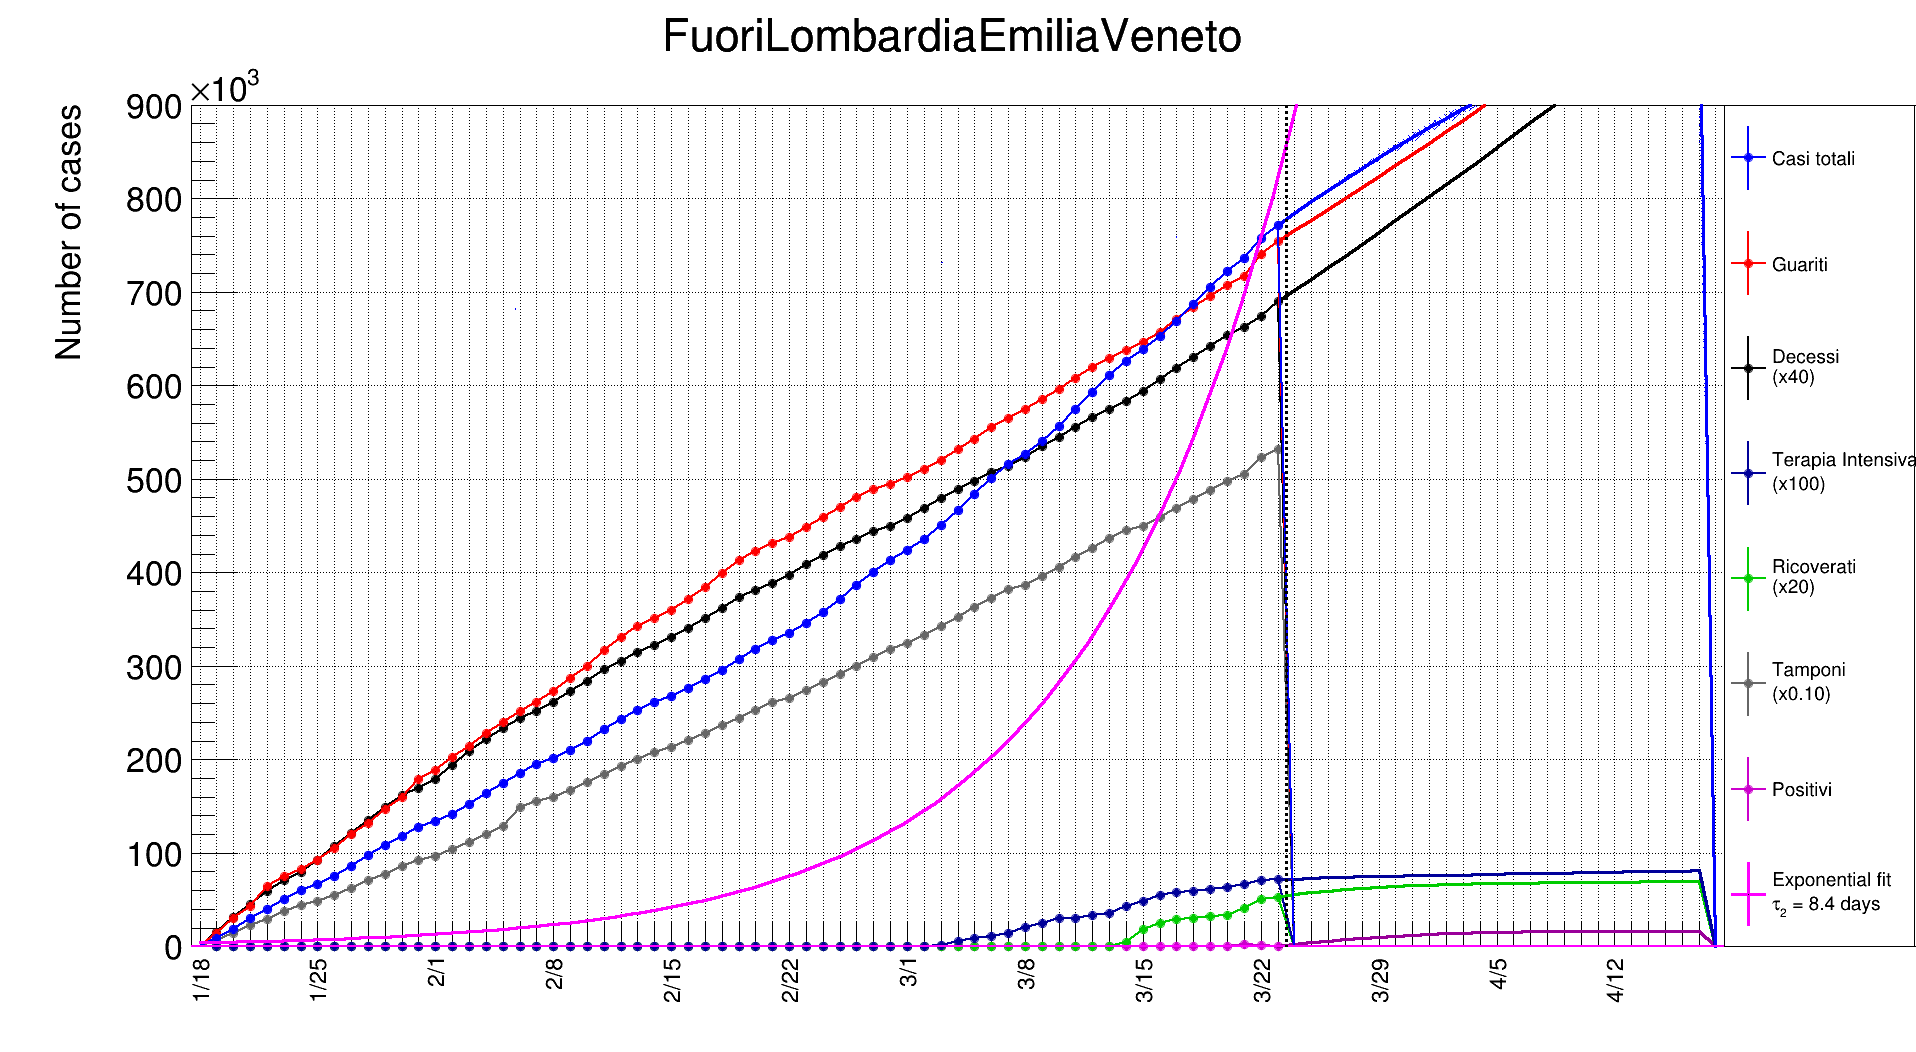 FuoriLombardiaEmiliaVeneto
×10³
Number of cases
900
800
700
600
500
400
300
200
100
0
1/18
1/25
2/1
2/8
2/15
2/22
3/1
3/8
3/15
3/22
3/29
4/5
4/12
Casi totali
Guariti
Decessi
(x40)
Terapia Intensiva
(x100)
Ricoverati
(x20)
Tamponi
(x0.10)
Positivi
Exponential fit
τ₂ = 8.4 days